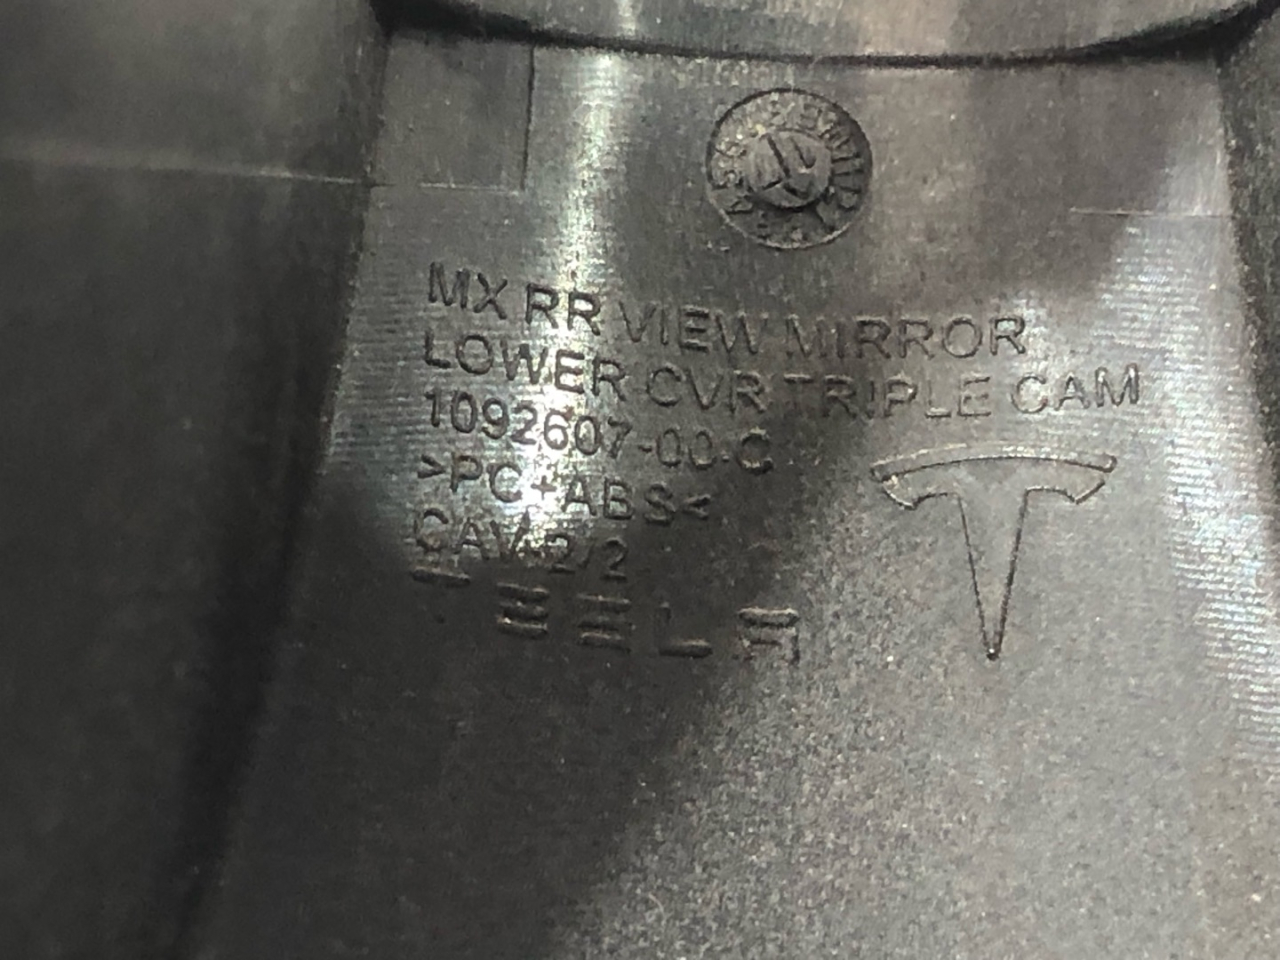 MX RR VIEW MIRROR
LOWER CVR TRIPLE CAM
1092607-00-C
>PC+ABS<
CAV 2/2
TESLA